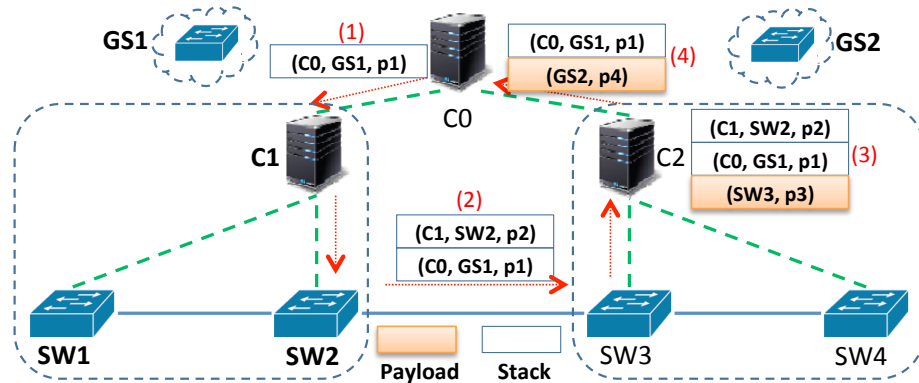 GS1
(1)
(C0, GS1, p1)
(C0, GS1, p1)
(GS2, p4)
(4)
GS2
C0
C1
C2
(C1, SW2, p2)
(C0, GS1, p1)
(SW3, p3)
(3)
(2)
(C1, SW2, p2)
(C0, GS1, p1)
SW1
SW2
SW3
SW4
Payload
Stack